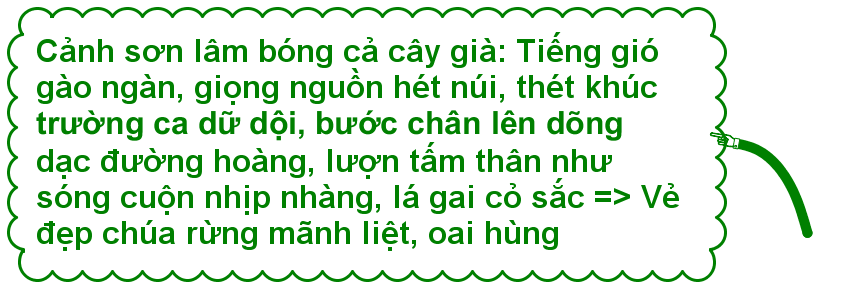 Cảnh sơn lâm bóng cả cây già: Tiếng gió
gào ngàn, giọng nguồn hét núi, thét khúc
trường ca dữ dội, bước chân lên dõng
dạc đường hoàng, lượn tấm thân như
sóng cuộn nhịp nhàng, lá gai cỏ sắc => Vẻ
đẹp chúa rừng mãnh liệt, oai hùng